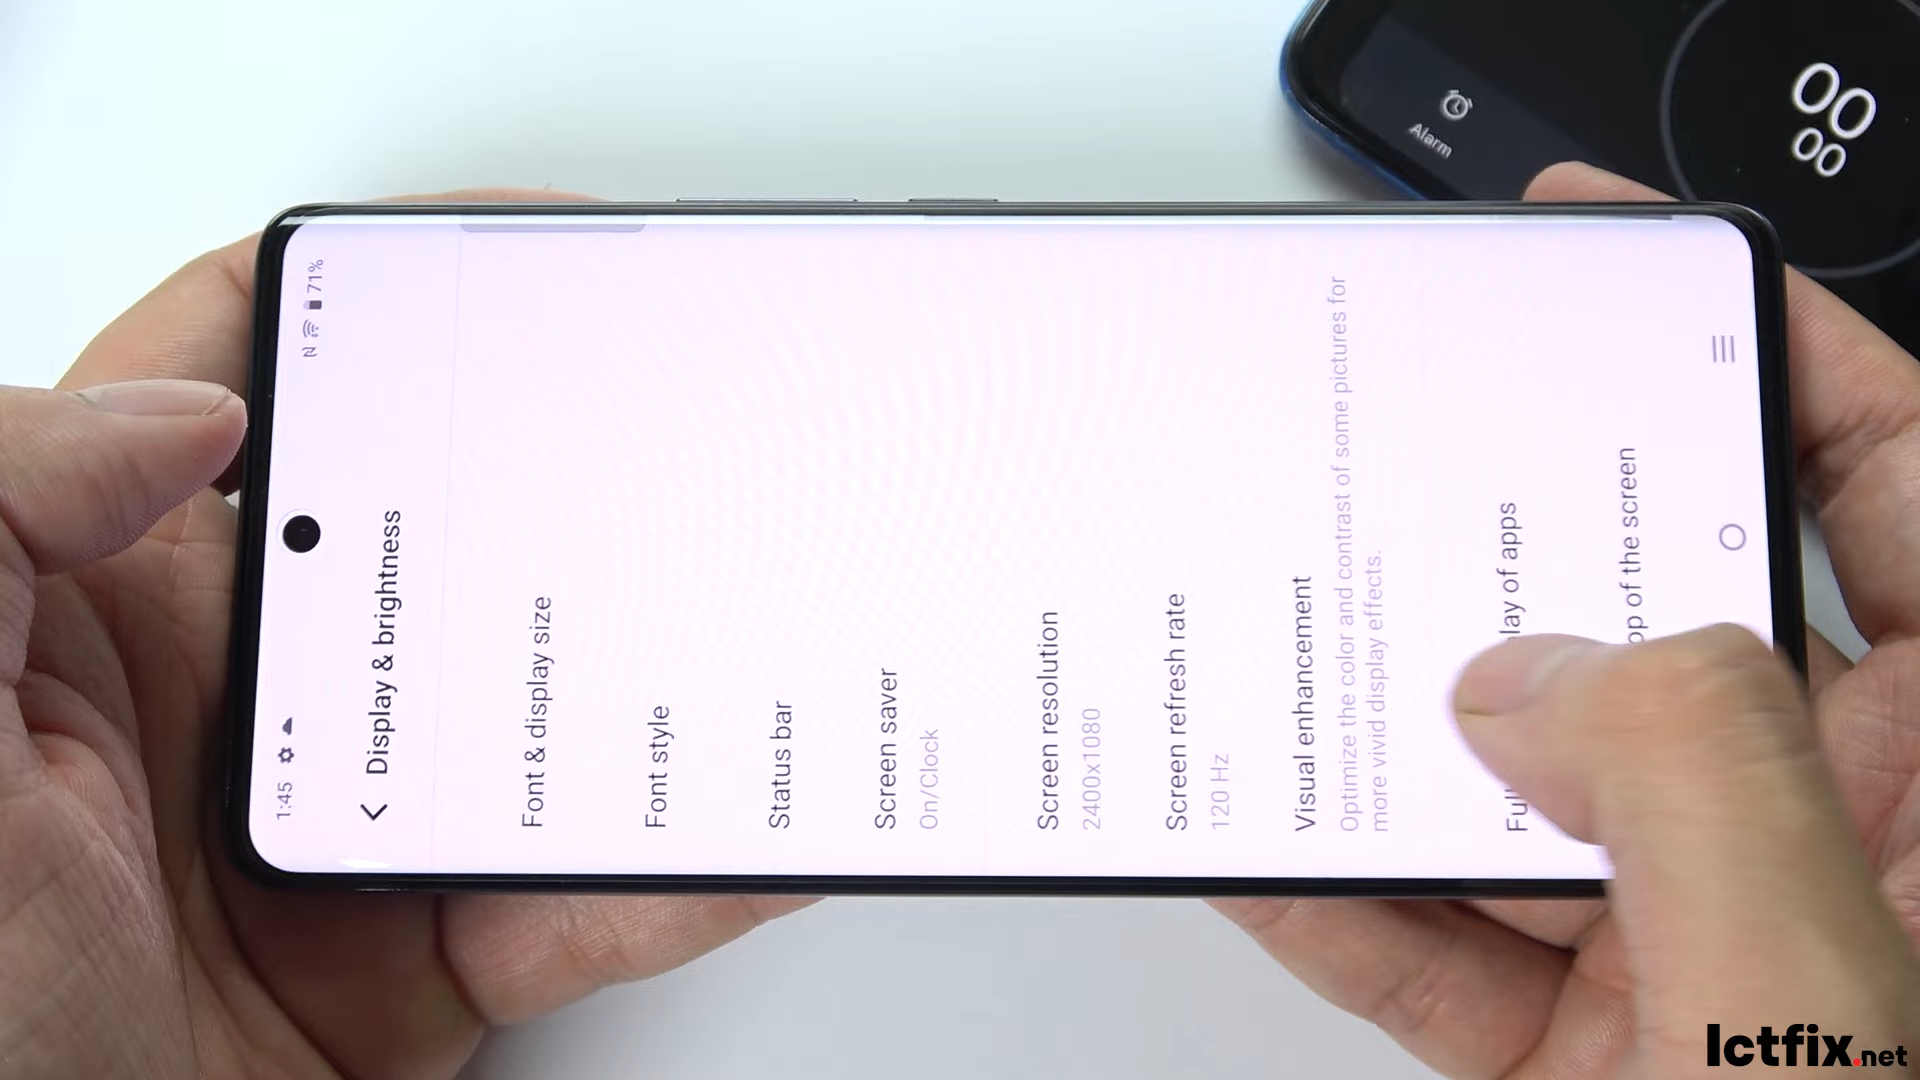 1:45
71%
Display & brightness
Font & display size
Font style
Status bar
Screen saver
On/Clock
Screen resolution
2400x1080
Screen refresh rate
120 Hz
Visual enhancement
Optimize the color and contrast of some pictures for
more vivid display effects.
of apps
of the screen
Alarm
00
00
Ictfix.net